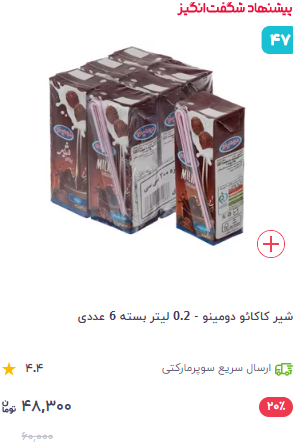 پیشنهاد شگفت‌انگیز
۴۷
MILK
شیر کاکائو دومینو - 0.2 لیتر بسته 6 عددی
ارسال سریع سوپرمارکتی
۴.۴
۲۰٪
۴۸,۳۰۰ تومان
۶۰,۰۰۰